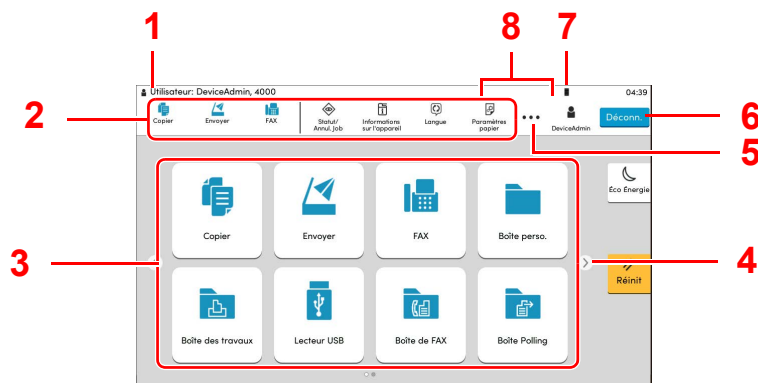 1
8
7
Utilisateur: DeviceAdmin, 4000
04:39
2
Copier
Envoyer
FAX
Statut/
Annul. Job
Informations
sur l'appareil
Langue
Paramètres
papier
DeviceAdmin
Déconn.
6
5
Copier
Envoyer
FAX
Boîte perso.
Éco Énergie
3
4
Réinit
Boîte des travaux
Lecteur USB
Boîte de FAX
Boîte Polling